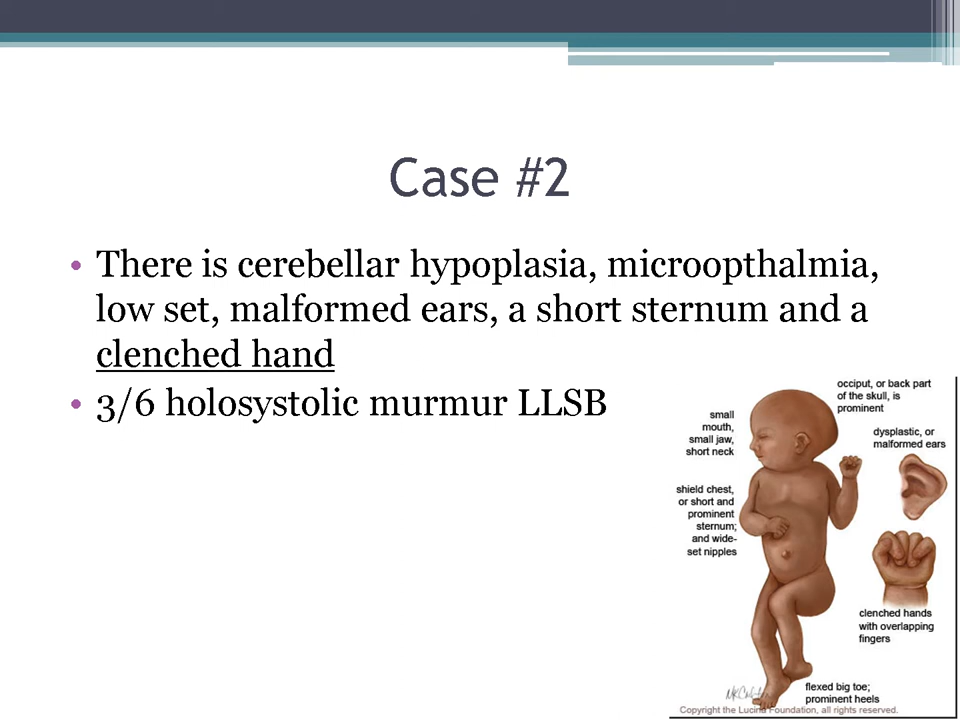 Case #2
• There is cerebellar hypoplasia, microopthalmia,
low set, malformed ears, a short sternum and a
clenched hand
• 3/6 holosystolic murmur LLSB
occiput, or back part
of the skull, is
prominent
small
mouth,
small jaw,
short neck
dysplastic, or
malformed ears
shield chest,
or short and
prominent
sternum;
and wide-
set nipples
clenched hands
with overlapping
fingers
flexed big toe;
prominent heels
Copyright the Lucina Foundation, all rights reserved.